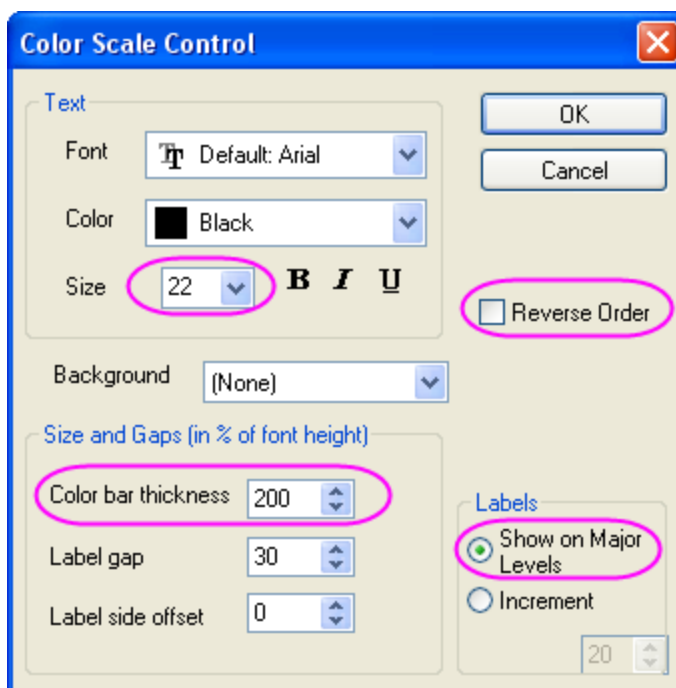 Color Scale Control
Text
OK
Font
Default: Arial
Cancel
Color
Black
Size
22
B I U
Reverse Order
Background
(None)
Size and Gaps (in % of font height)
Color bar thickness
200
Labels
Show on Major
Levels
Label gap
30
Increment
Label side offset
0
20